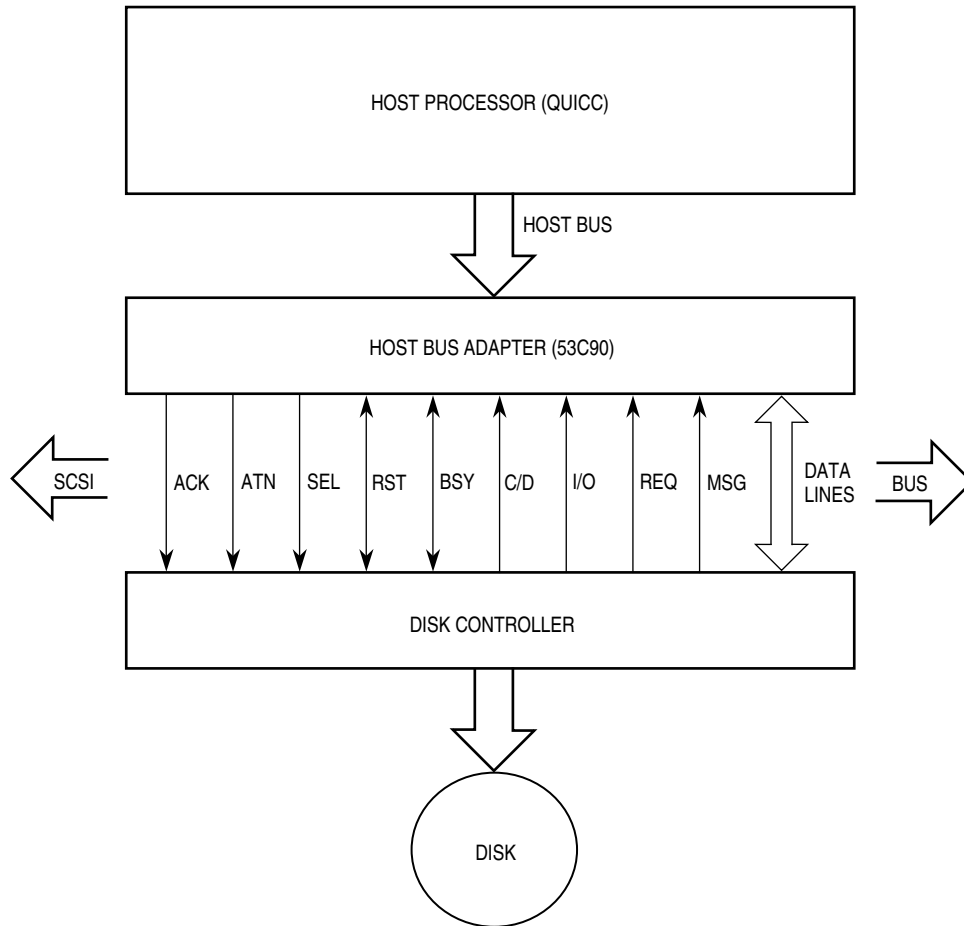 HOST PROCESSOR (QUICC)
HOST BUS
HOST BUS ADAPTER (53C90)
SCSI
ACK
ATN
SEL
RST
BSY
C/D
I/O
REQ
MSG
DATA
LINES
BUS
DISK CONTROLLER
DISK